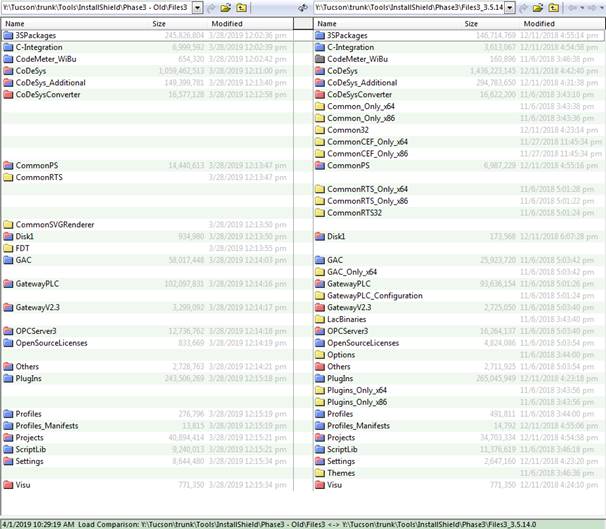 Y:\Tucson\trunk\Tools\InstallShield\Phase3 - Old\Files3 Y:\Tucson\trunk\Tools\InstallShield\Phase3\Files3_3.5.14
Name Size Modified Name Size Modified
3SPackages 245,826,804 3/28/2019 12:02:36 pm 3SPackages 146,714,769 12/11/2018 4:55:14 pm
C-Integration 6,999,592 3/28/2019 12:02:39 pm C-Integration 3,613,067 12/11/2018 4:54:58 pm
CodeMeter_WiBu 654,320 3/28/2019 12:02:42 pm CodeMeter_WiBu 160,896 11/6/2018 3:46:38 pm
CoDeSys 1,059,462,513 3/28/2019 12:11:00 pm CoDeSys 1,436,223,145 12/11/2018 4:42:40 pm
CoDeSys_Additional 149,399,781 3/28/2019 12:13:40 pm CoDeSys_Additional 294,783,650 12/11/2018 4:31:38 pm
CoDeSysConverter 16,577,128 3/28/2019 12:12:58 pm CoDeSysConverter 16,622,200 11/6/2018 3:43:10 pm
Common_Only_x64 11/6/2018 3:43:38 pm
Common_Only_x86 11/6/2018 3:43:36 pm
Common32 12/11/2018 4:23:14 pm
CommonCEF_Only_x64 11/27/2018 11:45:34 pm
CommonCEF_Only_x86 11/27/2018 11:45:34 pm
CommonPS 14,440,613 3/28/2019 12:13:47 pm CommonPS 6,987,229 12/11/2018 4:55:16 pm
CommonRTS 3/28/2019 12:13:47 pm
CommonRTS_Only_x64 11/6/2018 5:01:28 pm
CommonRTS_Only_x86 11/6/2018 5:01:22 pm
CommonRTS32 11/6/2018 5:01:24 pm
CommonSVGRenderer 3/28/2019 12:13:50 pm
Disk1 934,980 3/28/2019 12:13:50 pm Disk1 173,568 12/11/2018 6:07:28 pm
FDT 3/28/2019 12:13:55 pm
GAC 58,017,448 3/28/2019 12:14:03 pm GAC 25,923,720 11/6/2018 5:03:42 pm
GAC_Only_x64 11/6/2018 5:03:42 pm
GatewayPLC 102,097,831 3/28/2019 12:14:16 pm GatewayPLC 93,636,154 11/6/2018 5:01:26 pm
GatewayPLC_Configuration 11/6/2018 5:01:24 pm
GatewayV2.3 3/299,092 3/28/2019 12:14:17 pm GatewayV2.3 2,725,050 11/6/2018 5:03:40 pm
LacBinaries 11/6/2018 3:43:40 pm
OPCServer3 12,736,762 3/28/2019 12:14:18 pm OPCServer3 16,264,137 11/6/2018 5:03:40 pm
OpenSourceLicenses 833,669 3/28/2019 12:14:19 pm OpenSourceLicenses 4,824,086 11/6/2018 5:03:54 pm
Options 11/6/2018 3:44:00 pm
Others 2,728,763 3/28/2019 12:14:21 pm Others 2,711,925 11/6/2018 5:03:54 pm
PlugIns 243,506,269 3/28/2019 12:15:18 pm PlugIns 265,045,949 12/11/2018 4:23:18 pm
Plugins_Only_x64 11/6/2018 3:43:56 pm
Plugins_Only_x86 11/6/2018 3:43:56 pm
Profiles 276,796 3/28/2019 12:15:19 pm Profiles 491,811 11/6/2018 3:44:00 pm
Profiles_Manifests 13,815 3/28/2019 12:15:19 pm Profiles_Manifests 14,792 12/11/2018 4:55:06 pm
Projects 40,894,414 3/28/2019 12:15:21 pm Projects 34,703,334 12/11/2018 4:54:58 pm
ScriptLib 9,240,013 3/28/2019 12:15:21 pm ScriptLib 11,376,619 11/6/2018 3:46:18 pm
Settings 8,644,480 3/28/2019 12:15:34 pm Settings 2,647,160 12/11/2018 4:23:20 pm
Themes 11/6/2018 3:46:36 pm
Visu 771,350 3/28/2019 12:15:34 pm Visu 771,350 12/11/2018 4:24:10 pm
4/1/2019 10:29:19 AM Load Comparison: Y:\Tucson\trunk\Tools\InstallShield\Phase3 - Old\Files3 <-> Y:\Tucson\trunk\Tools\InstallShield\Phase3\Files3_3.5.14.0